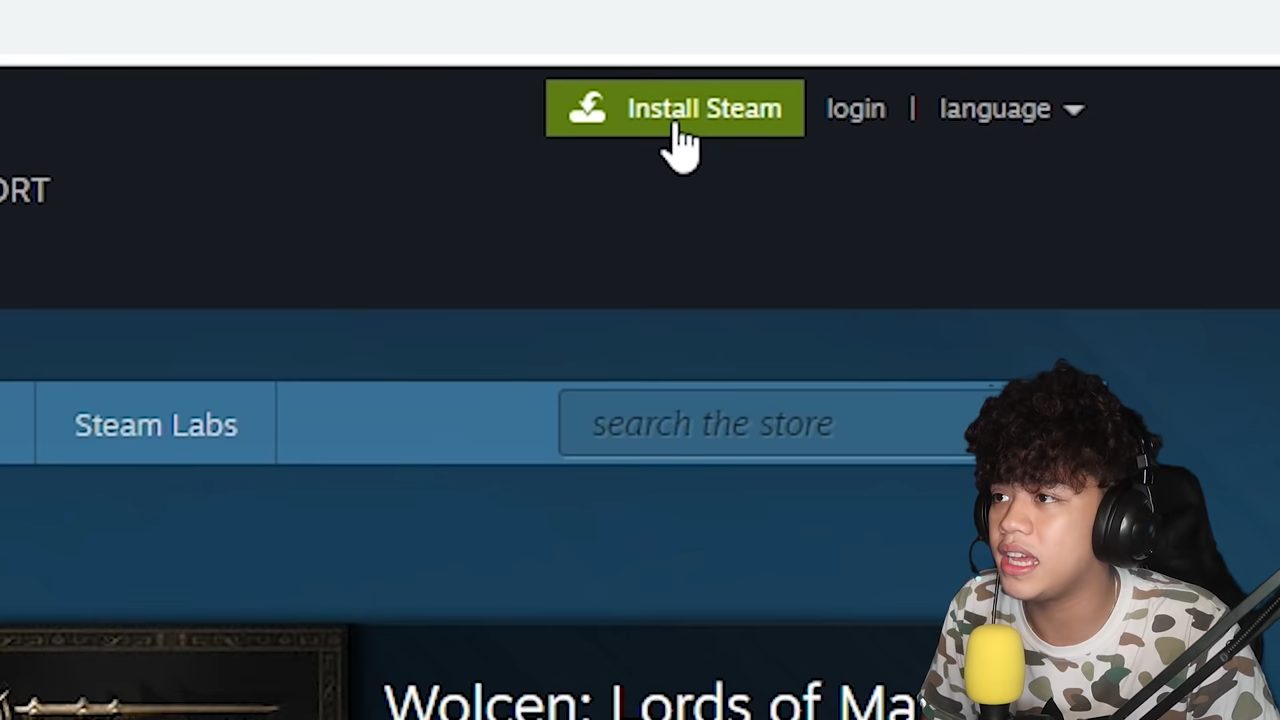 Install Steam login | language
ORT
Steam Labs
search the store
Wolcen: Lords of Ma